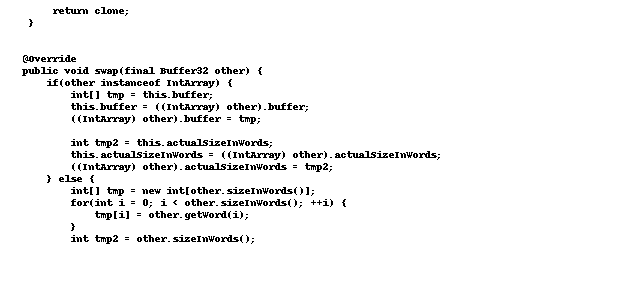 return clone;
}
@Override
public void swap(final Buffer32 other) {
if(other instanceof IntArray) {
int[] tmp = this.buffer;
this.buffer = ((IntArray) other).buffer;
((IntArray) other).buffer = tmp;
int tmp2 = this.actualSizeInWords;
this.actualSizeInWords = ((IntArray) other).actualSizeInWords;
((IntArray) other).actualSizeInWords = tmp2;
} else {
int[] tmp = new int[other.sizeInWords()];
for(int i = 0; i < other.sizeInWords(); ++i) {
tmp[i] = other.getWord(i);
}
int tmp2 = other.sizeInWords();